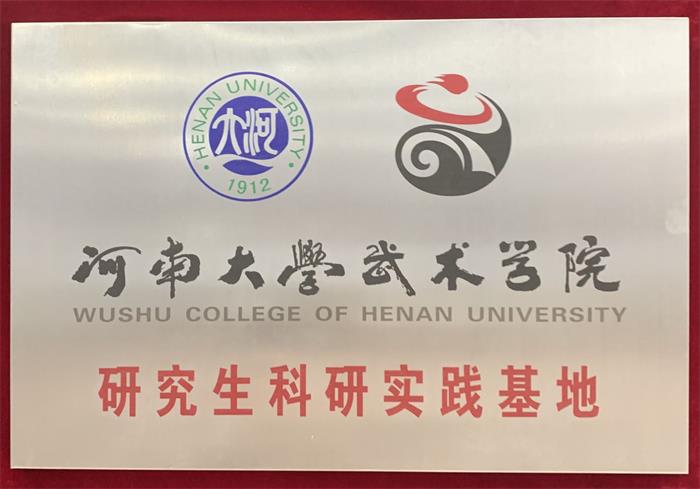 HENAN UNIVERSITY
大河
1912
河南大學武术学院
WUSHU COLLEGE OF HENAN UNIVERSITY
研究生科研实践基地